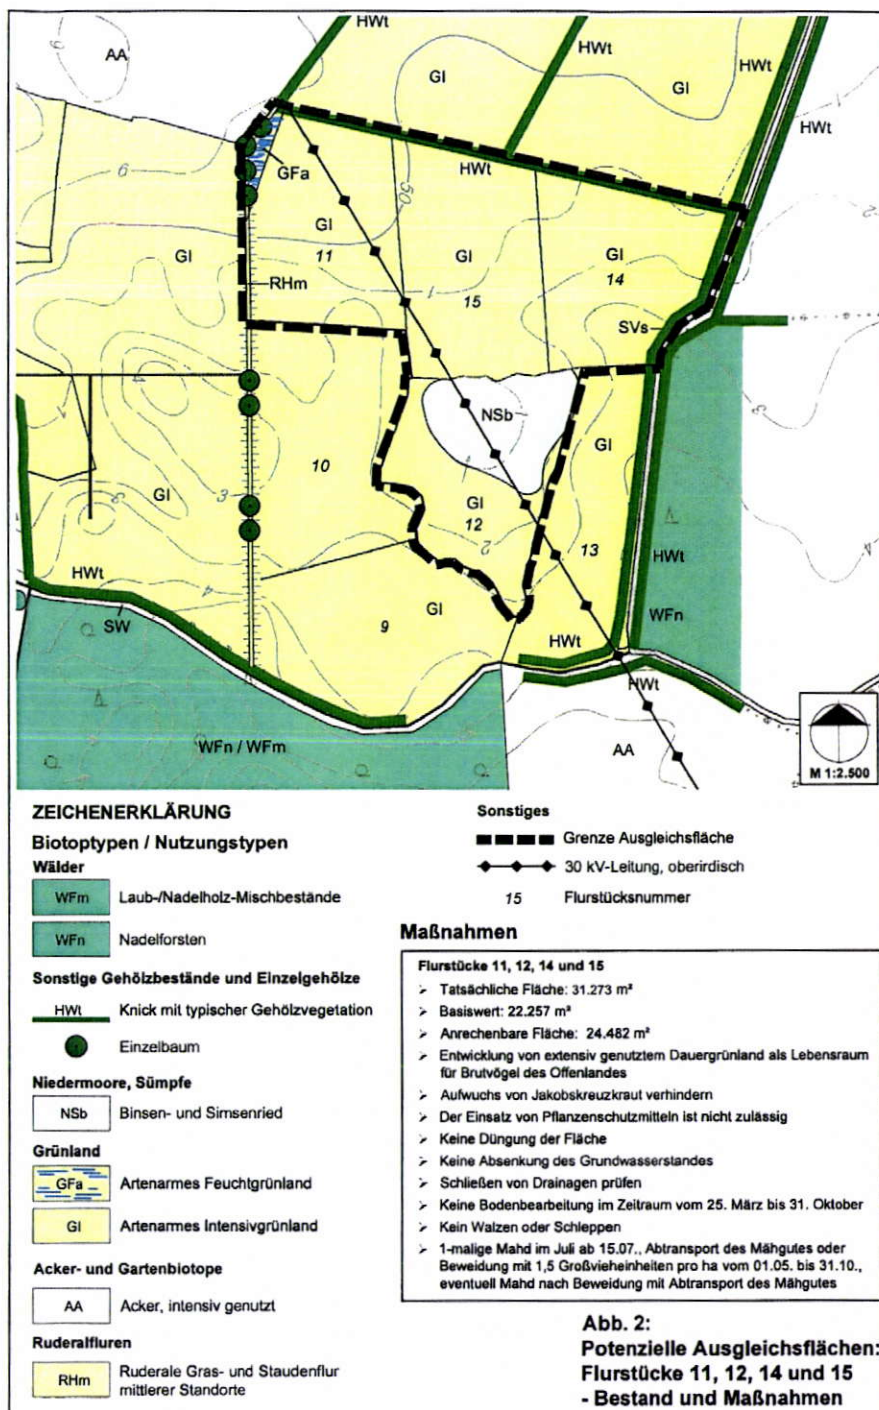 HWt
AA
GI
HWt
HWt
GI
HWt
9
GFa
HWt
50
GI
GI
11
GI
15
GI
14
RHm
SVs
NSb
GI
10
GI
GI
12
13
HWt
GI
HWt
SW
9
GI
HWt
WFn
HWt
WFn / WFm
AA
M 1:2.500
ZEICHENERKLÄRUNG
Biotoptypen / Nutzungstypen
Wälder
WFm Laub-/Nadelholz-Mischbestände
WFn Nadelforsten
Sonstige Gehölzbestände und Einzelgehölze
HWt Knick mit typischer Gehölzvegetation
Einzelbaum
Niedermoore, Sümpfe
NSb Binsen- und Simsenried
Grünland
GFa Artenarmes Feuchtgrünland
GI Artenarmes Intensivgrünland
Acker- und Gartenbiotope
AA Acker, intensiv genutzt
Ruderalfluren
RHm Ruderale Gras- und Staudenflur
mittlerer Standorte
Sonstiges
Grenze Ausgleichsfläche
30 kV-Leitung, oberirdisch
15 Flurstücksnummer
Maßnahmen
Flurstücke 11, 12, 14 und 15
➢ Tatsächliche Fläche: 31.273 m²
➢ Basiswert: 22.257 m²
➢ Anrechenbare Fläche: 24.482 m²
➢ Entwicklung von extensiv genutztem Dauergrünland als Lebensraum
für Brutvögel des Offenlandes
➢ Aufwuchs von Jakobskreuzkraut verhindern
➢ Der Einsatz von Pflanzenschutzmitteln ist nicht zulässig
➢ Keine Düngung der Fläche
➢ Keine Absenkung des Grundwasserstandes
➢ Schließen von Drainagen prüfen
➢ Keine Bodenbearbeitung im Zeitraum vom 25. März bis 31. Oktober
➢ Kein Walzen oder Schleppen
➢ 1-malige Mahd im Juli ab 15.07., Abtransport des Mähgutes oder
Beweidung mit 1,5 Großvieheinheiten pro ha vom 01.05. bis 31.10.,
eventuell Mahd nach Beweidung mit Abtransport des Mähgutes
Abb. 2:
Potenzielle Ausgleichsflächen:
Flurstücke 11, 12, 14 und 15
- Bestand und Maßnahmen